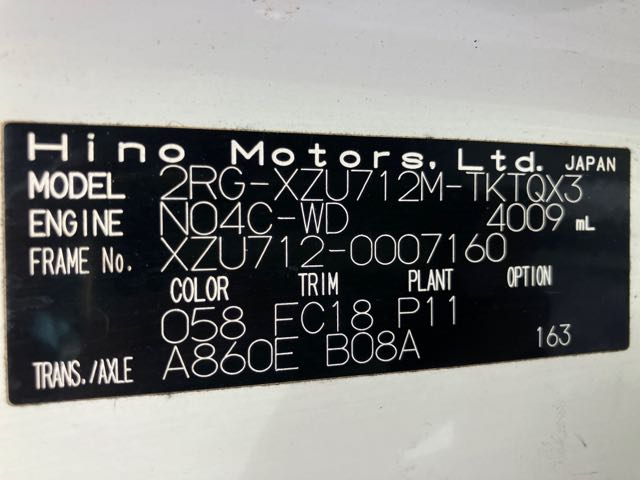 Hino Motors, Ltd. JAPAN
MODEL 2RG-XZU712M-TKTQX3
ENGINE N04C-WD 4009 mL
FRAME No. XZU712-0007160
COLOR TRIM PLANT OPTION
058 FC18 P11
TRANS./AXLE A860E B08A 163